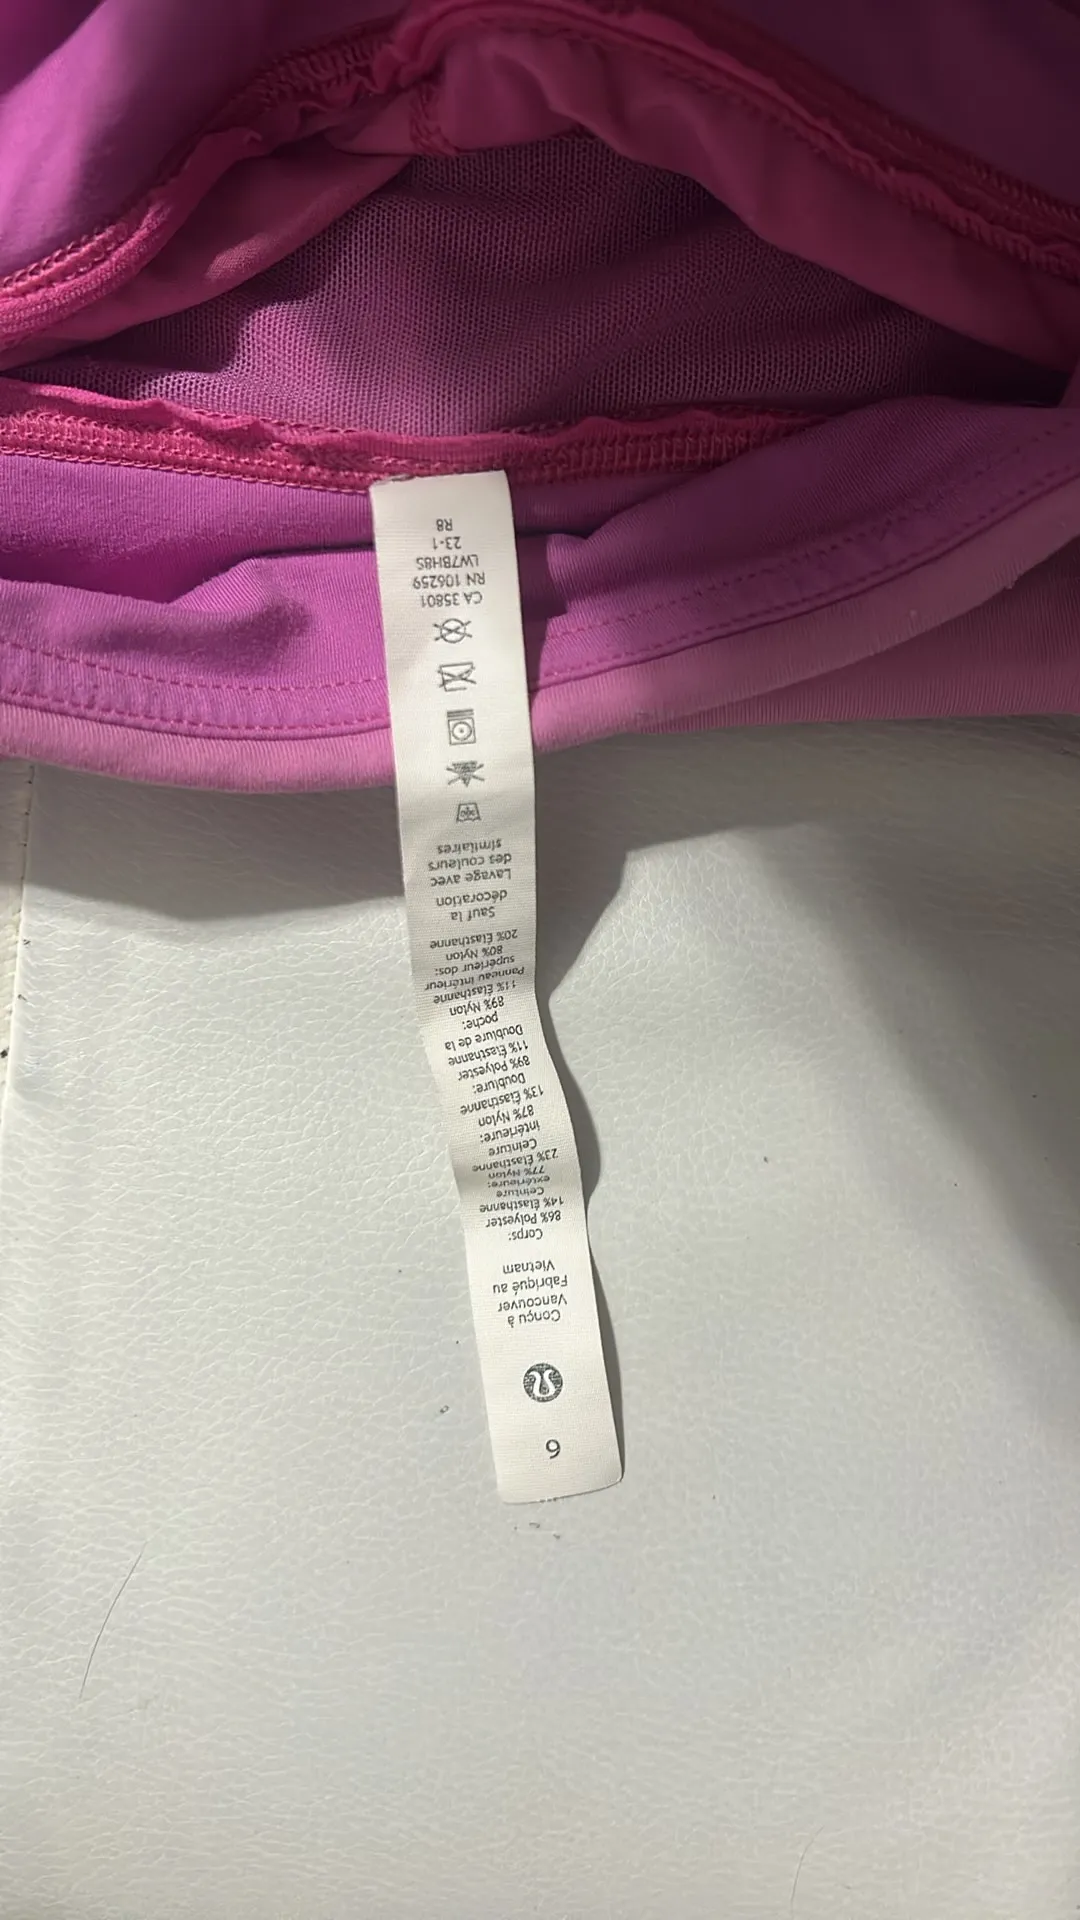 6
Conçu à
Vancouver
Fabriqué au
Vietnam
Corps:
86% Polyester
14% Élasthanne
Ceinture
extérieure:
77% Nylon
23% Élasthanne
Ceinture
intérieure:
87% Nylon
13% Élasthanne
Doublure:
89% Polyester
11% Élasthanne
Doublure de la
poche:
89% Nylon
11% Élasthanne
Panneau intérieur
supérieur dos:
80% Nylon
20% Élasthanne
Sauf la
décoration
Lavage avec
des couleurs
similaires
CA 35801
RN 106259
LW7BH8S
23-1
R8